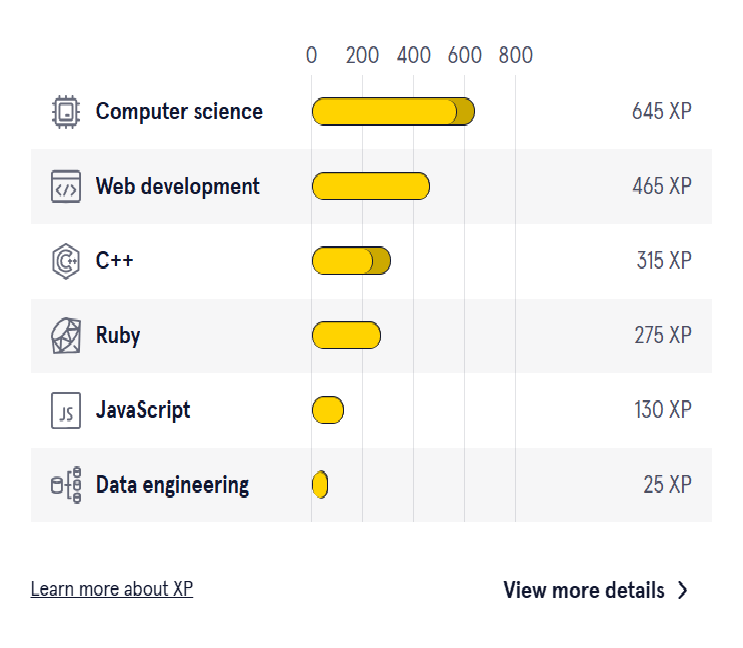 0 200 400 600 800
Computer science 645 XP
</> Web development 465 XP
C++ C++ 315 XP
Ruby 275 XP
JS JavaScript 130 XP
Data engineering 25 XP
Learn more about XP View more details >